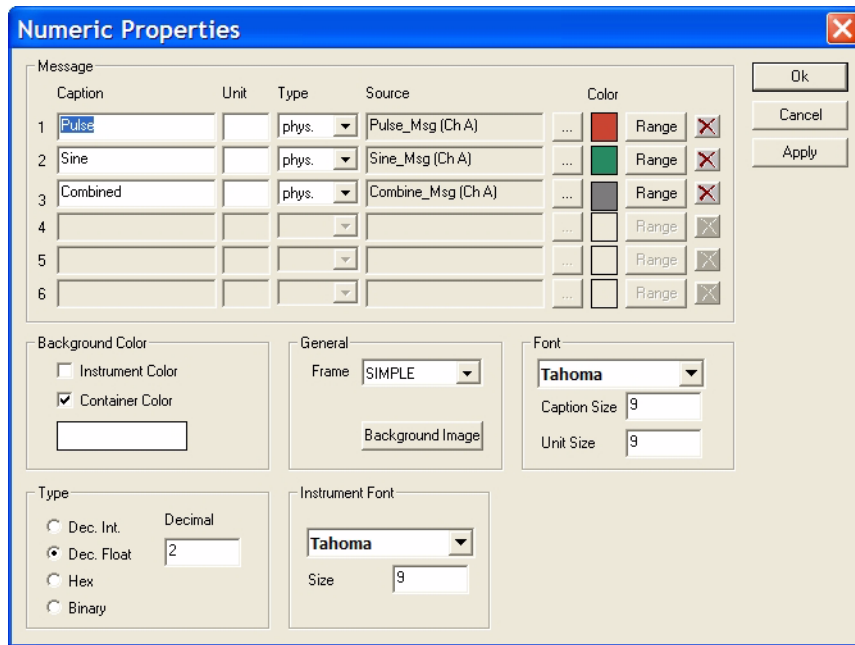 Numeric Properties
Message
Caption Unit Type Source Color
1 Pulse phys. Pulse_Msg (Ch A) ... Range
2 Sine phys. Sine_Msg (Ch A) ... Range
3 Combined phys. Combine_Msg (Ch A) ... Range
4 ... Range
5 ... Range
6 ... Range
Ok
Cancel
Apply
Background Color
Instrument Color
Container Color
General
Frame SIMPLE
Background Image
Font
Tahoma
Caption Size 9
Unit Size 9
Type
Dec. Int.
Dec. Float
Hex
Binary
Decimal
2
Instrument Font
Tahoma
Size 9